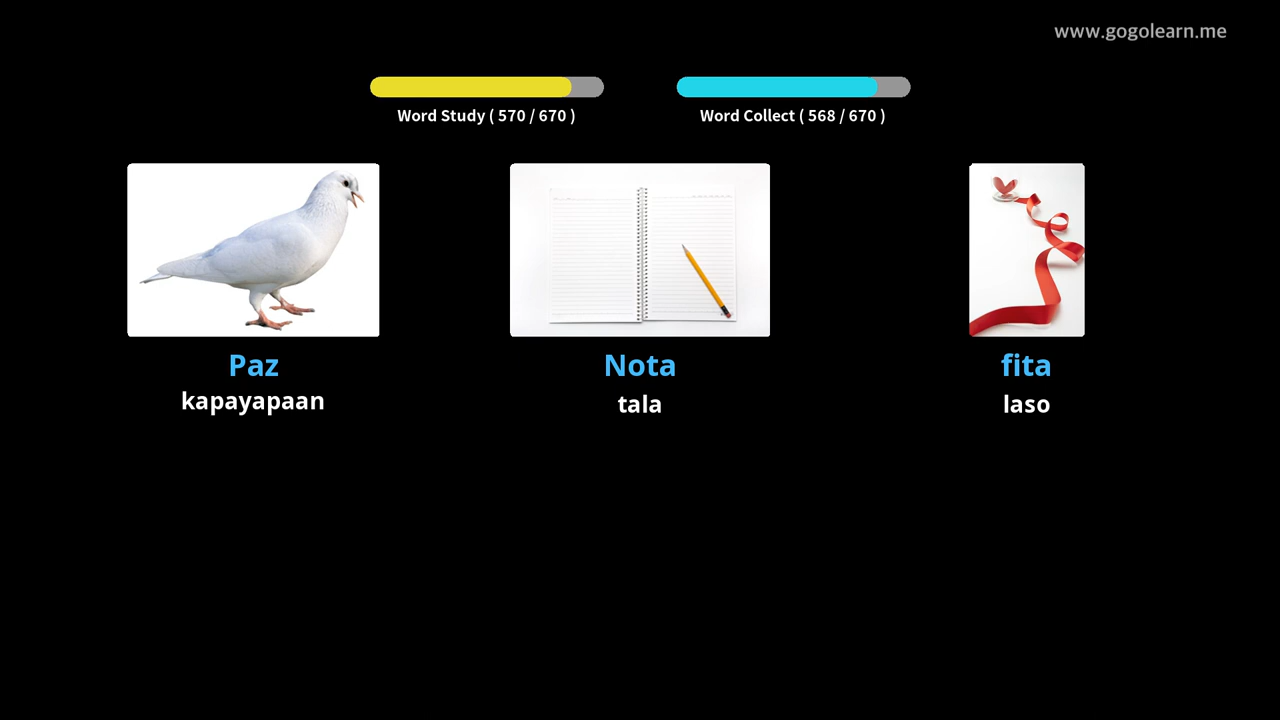 www.gogolearn.me
Word Study ( 570 / 670 )
Word Collect ( 568 / 670 )
Paz
kapayapaan
Nota
tala
fita
laso